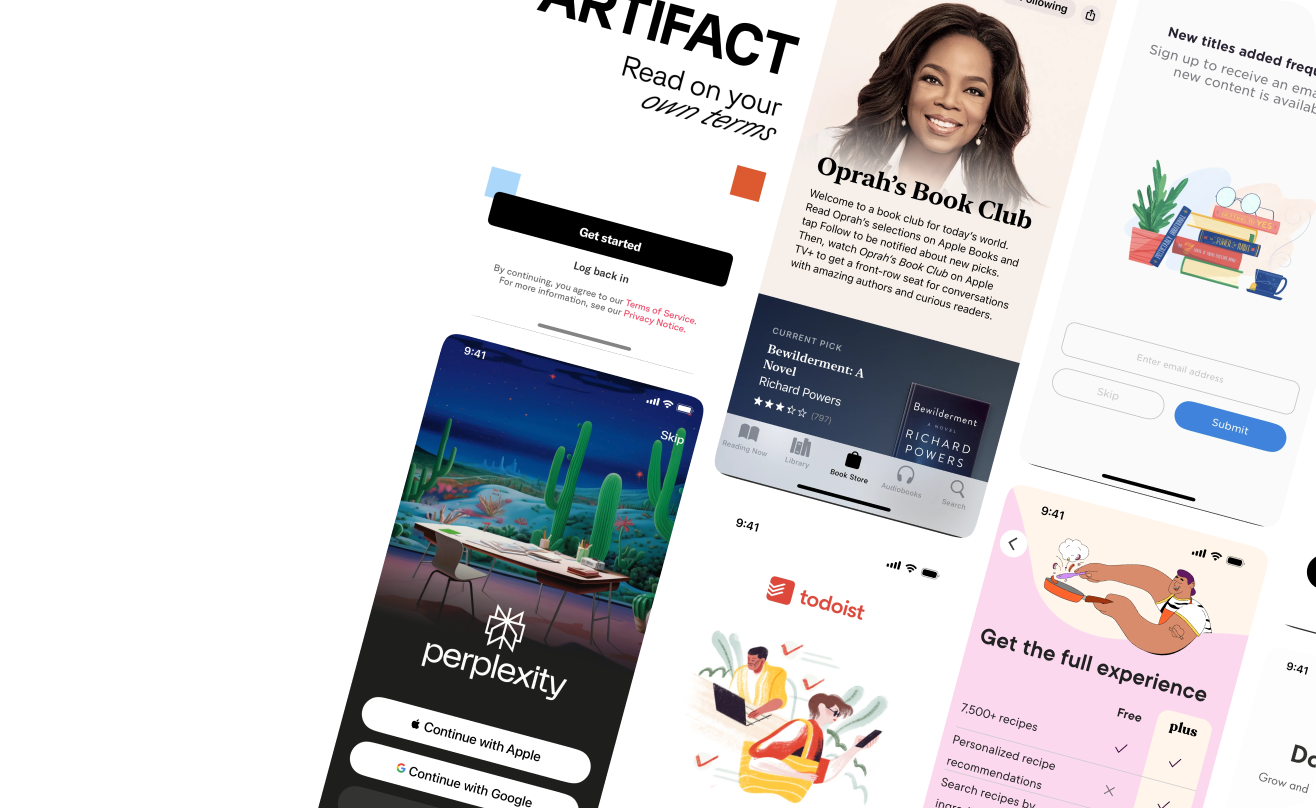 ARTIFACT
Read on your
own terms
Get started
Log back in
By continuing, you agree to our Terms of Service.
For more information, see our Privacy Notice.
Following
Oprah's Book Club
Welcome to a book club for today's world.
Read Oprah's selections on Apple Books and
tap Follow to be notified about new picks.
Then, watch Oprah's Book Club on Apple
TV+ to get a front-row seat for conversations
with amazing authors and curious readers.
CURRENT PICK
Bewilderment: A
Novel
Richard Powers
(797)
Bewilderment
A NOVEL
RICHARD
POWERS
Reading Now
Library
Book Store
Audiobooks
Search
New titles added
Sign up to receive an
new content is
YES
Enter email address
Skip
Submit
9:41
Skip
perplexity
Continue with Apple
Continue with Google
9:41
todoist
9:41
Get the full experience
Free
plus
7.500+ recipes
Personalized recipe
recommendations
Search recipes by
9:41
Grow and